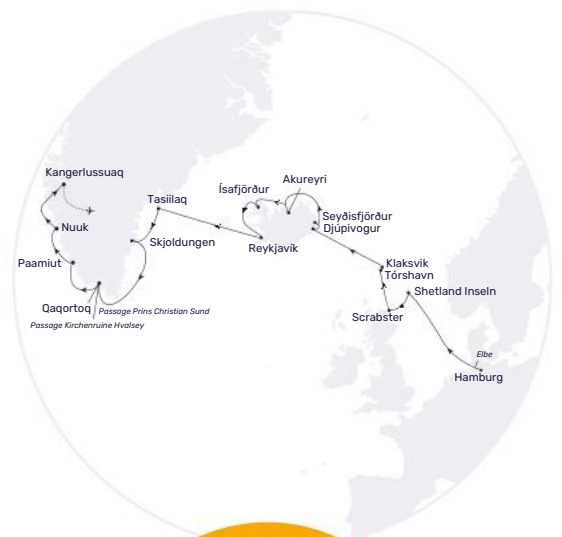 Kangerlussuaq
Akureyri
Ísafjörður
Tasiilaq
Seyðisfjörður
Djúpivogur
Nuuk
Skjoldungen
Reykjavík
Paamiut
Klaksvik
Tórshavn
Shetland Inseln
Qaqortoq
Passage Prins Christian Sund
Scrabster
Passage Kirchenruine Hvalsey
Elbe
Hamburg